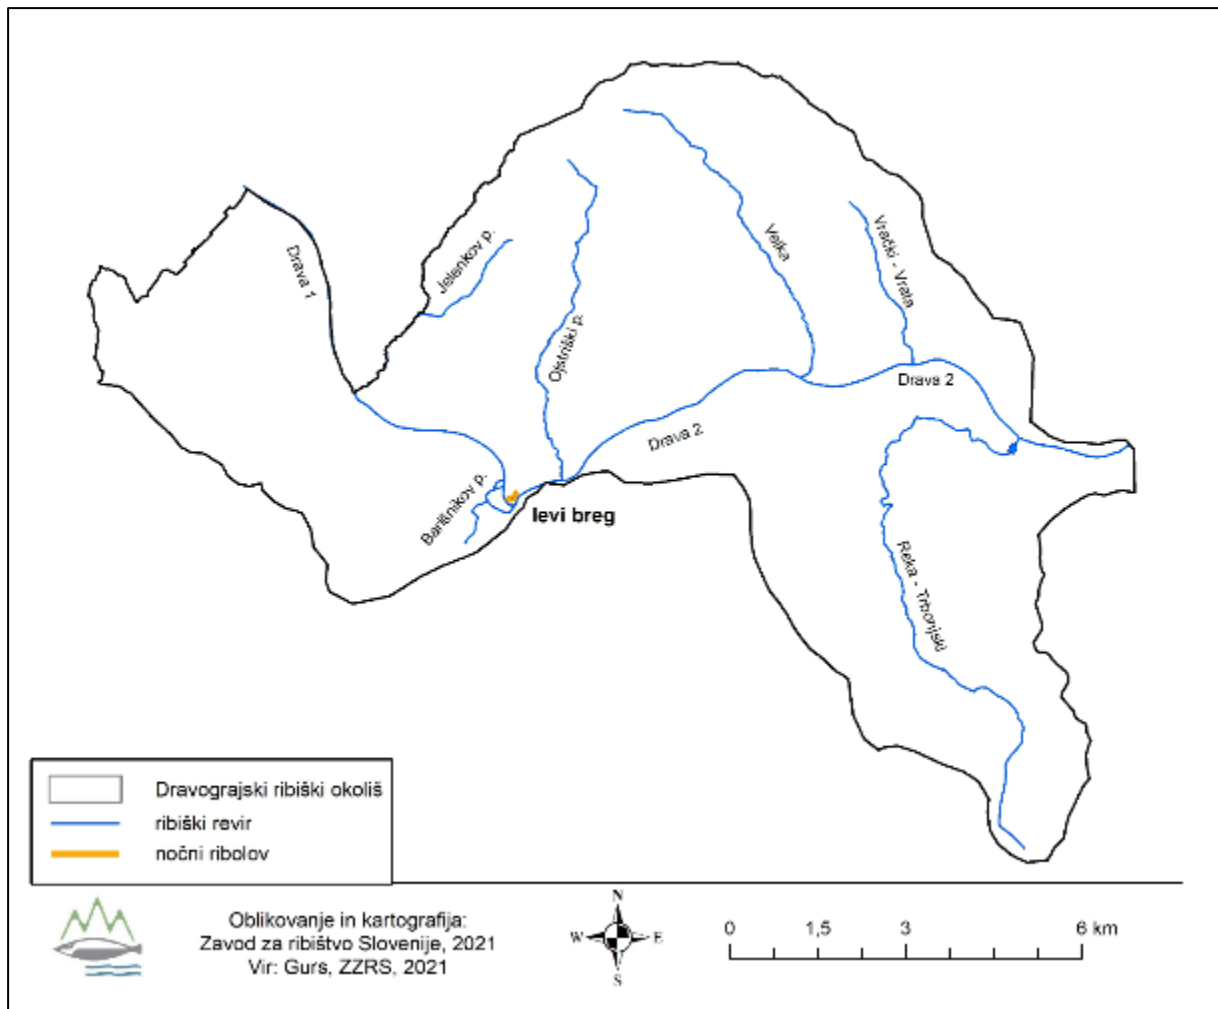 Drava 1
Jelenkov p.
Ojstriški p.
Velka
Vrački - Vrata
Drava 2
Drava 2
Barišnikov p.
levi breg
Reka - Trbonjski
Dravograjski ribiški okoliš
ribiški revir
nočni ribolov
Oblikovanje in kartografija:
Zavod za ribištvo Slovenije, 2021
Vir: Gurs, ZZRS, 2021
N
W E
S
0 1,5 3 6 km